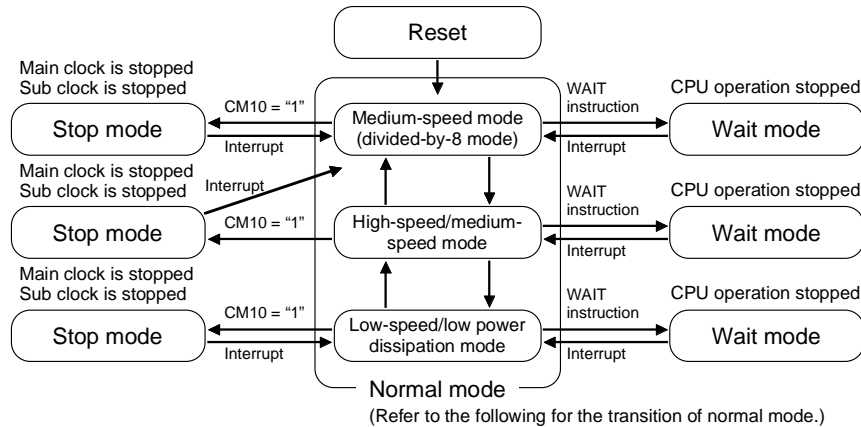 Reset
Main clock is stopped
Sub clock is stopped
CM10 = “1”
Stop mode
Interrupt
Medium-speed mode
(divided-by-8 mode)
WAIT
instruction
CPU operation stopped
Wait mode
Interrupt
Main clock is stopped
Sub clock is stopped
Interrupt
Stop mode
CM10 = “1”
High-speed/medium-
speed mode
WAIT
instruction
CPU operation stopped
Wait mode
Interrupt
Main clock is stopped
Sub clock is stopped
CM10 = “1”
Stop mode
Interrupt
Low-speed/low power
dissipation mode
WAIT
instruction
CPU operation stopped
Wait mode
Interrupt
Normal mode
(Refer to the following for the transition of normal mode.)